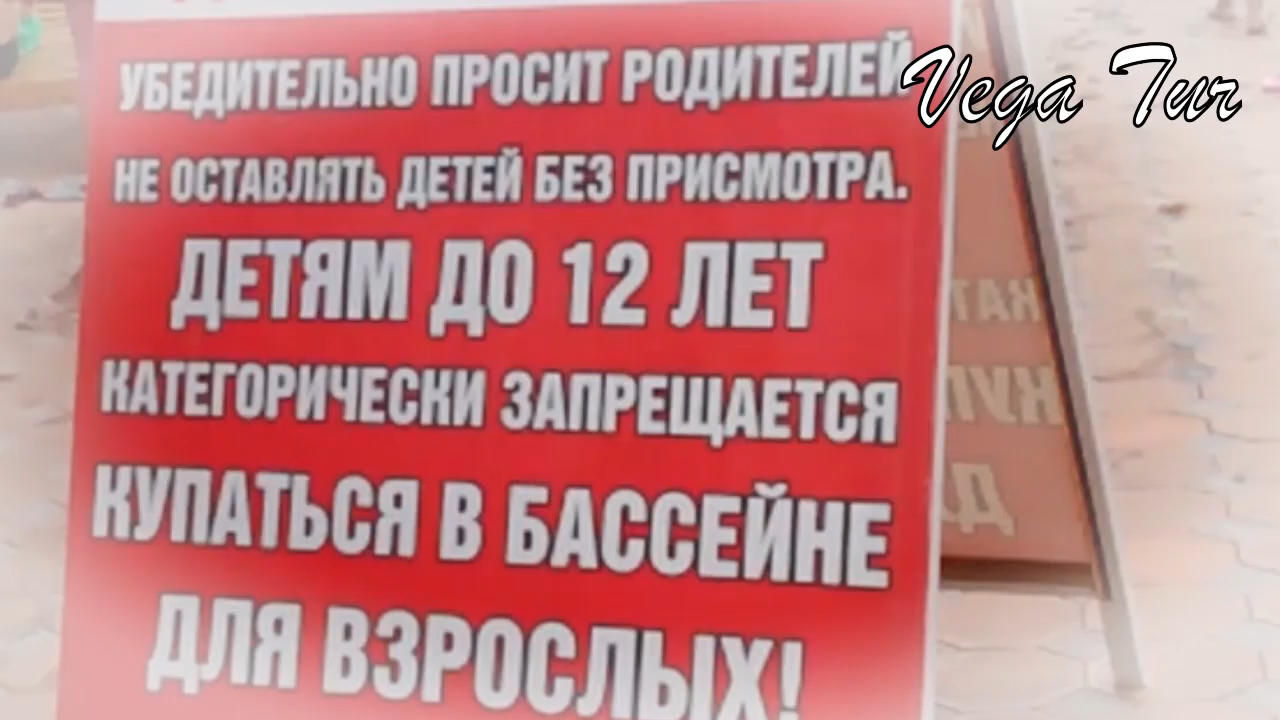 УБЕДИТЕЛЬНО ПРОСИТ РОДИТЕЛЕЙ
НЕ ОСТАВЛЯТЬ ДЕТЕЙ БЕЗ ПРИСМОТРА.
ДЕТЯМ ДО 12 ЛЕТ
КАТЕГОРИЧЕСКИ ЗАПРЕЩАЕТСЯ
КУПАТЬСЯ В БАССЕЙНЕ
ДЛЯ ВЗРОСЛЫХ!
Vega Tur